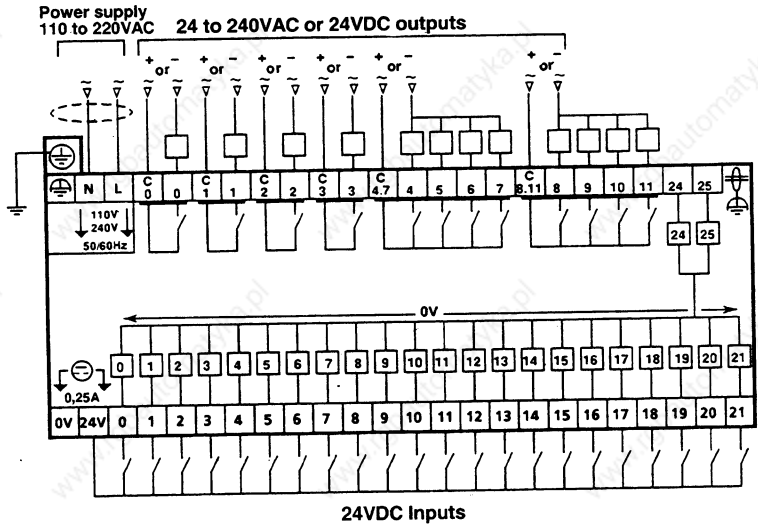 Power supply
110 to 220VAC
24 to 240VAC or 24VDC outputs
+ or - + or - + or - + or - + or - + or -
~ ~ ~ ~ ~ ~ ~ ~ ~ ~ ~ ~ ~ ~
N L C 0 0 C 1 1 C 2 2 C 3 3 C 4.7 4 5 6 7 C 8.11 8 9 10 11 24 25
110V
240V
50/60Hz
24 25
0V
0 1 2 3 4 5 6 7 8 9 10 11 12 13 14 15 16 17 18 19 20 21
0,25A
0V 24V 0 1 2 3 4 5 6 7 8 9 10 11 12 13 14 15 16 17 18 19 20 21
24VDC Inputs